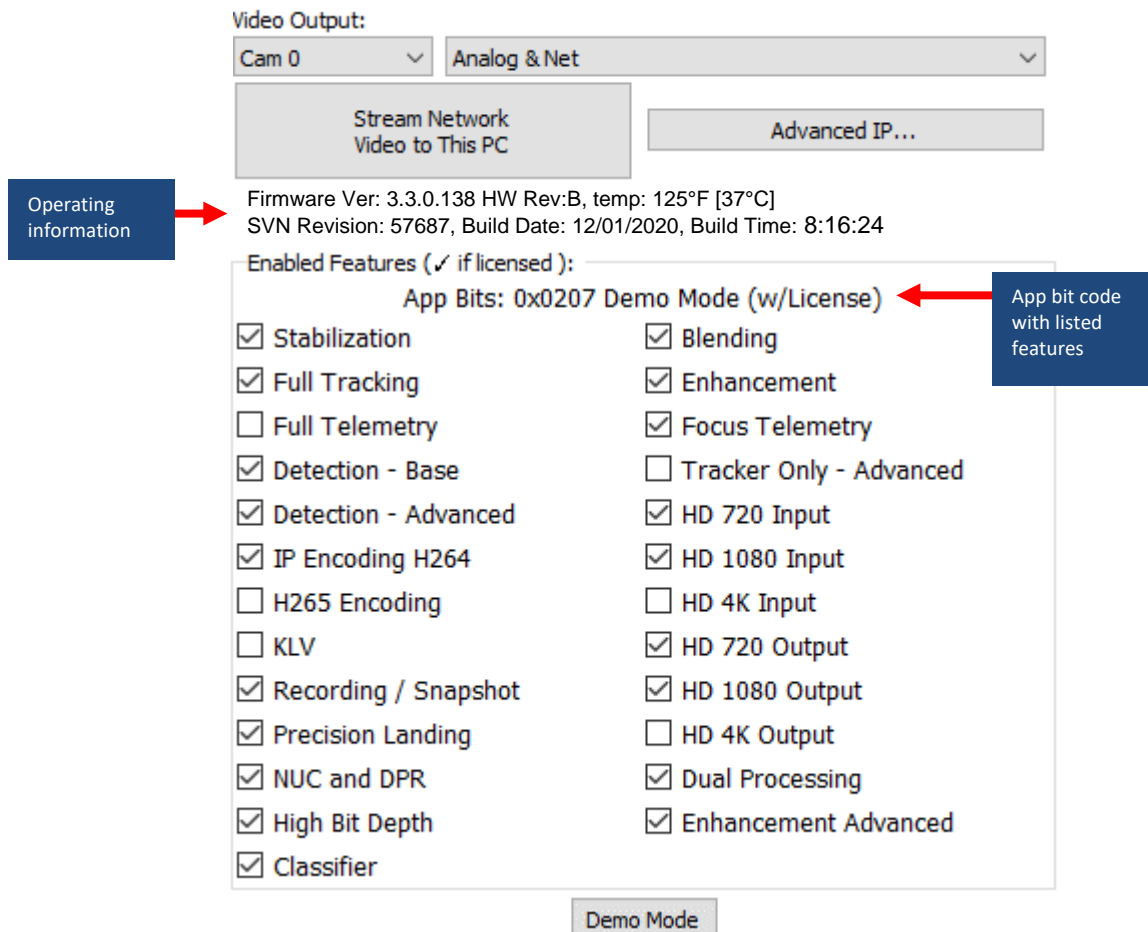 Video Output:
Cam 0
Analog & Net
Stream Network
Video to This PC
Advanced IP...
Operating
information
Firmware Ver: 3.3.0.138 HW Rev:B, temp: 125°F [37°C]
SVN Revision: 57687, Build Date: 12/01/2020, Build Time: 8:16:24
Enabled Features (✓ if licensed ):
App Bits: 0x0207 Demo Mode (w/License)
App bit code
with listed
features
Stabilization
Full Tracking
Full Telemetry
Detection - Base
Detection - Advanced
IP Encoding H264
H265 Encoding
KLV
Recording / Snapshot
Precision Landing
NUC and DPR
High Bit Depth
Classifier
Blending
Enhancement
Focus Telemetry
Tracker Only - Advanced
HD 720 Input
HD 1080 Input
HD 4K Input
HD 720 Output
HD 1080 Output
HD 4K Output
Dual Processing
Enhancement Advanced
Demo Mode